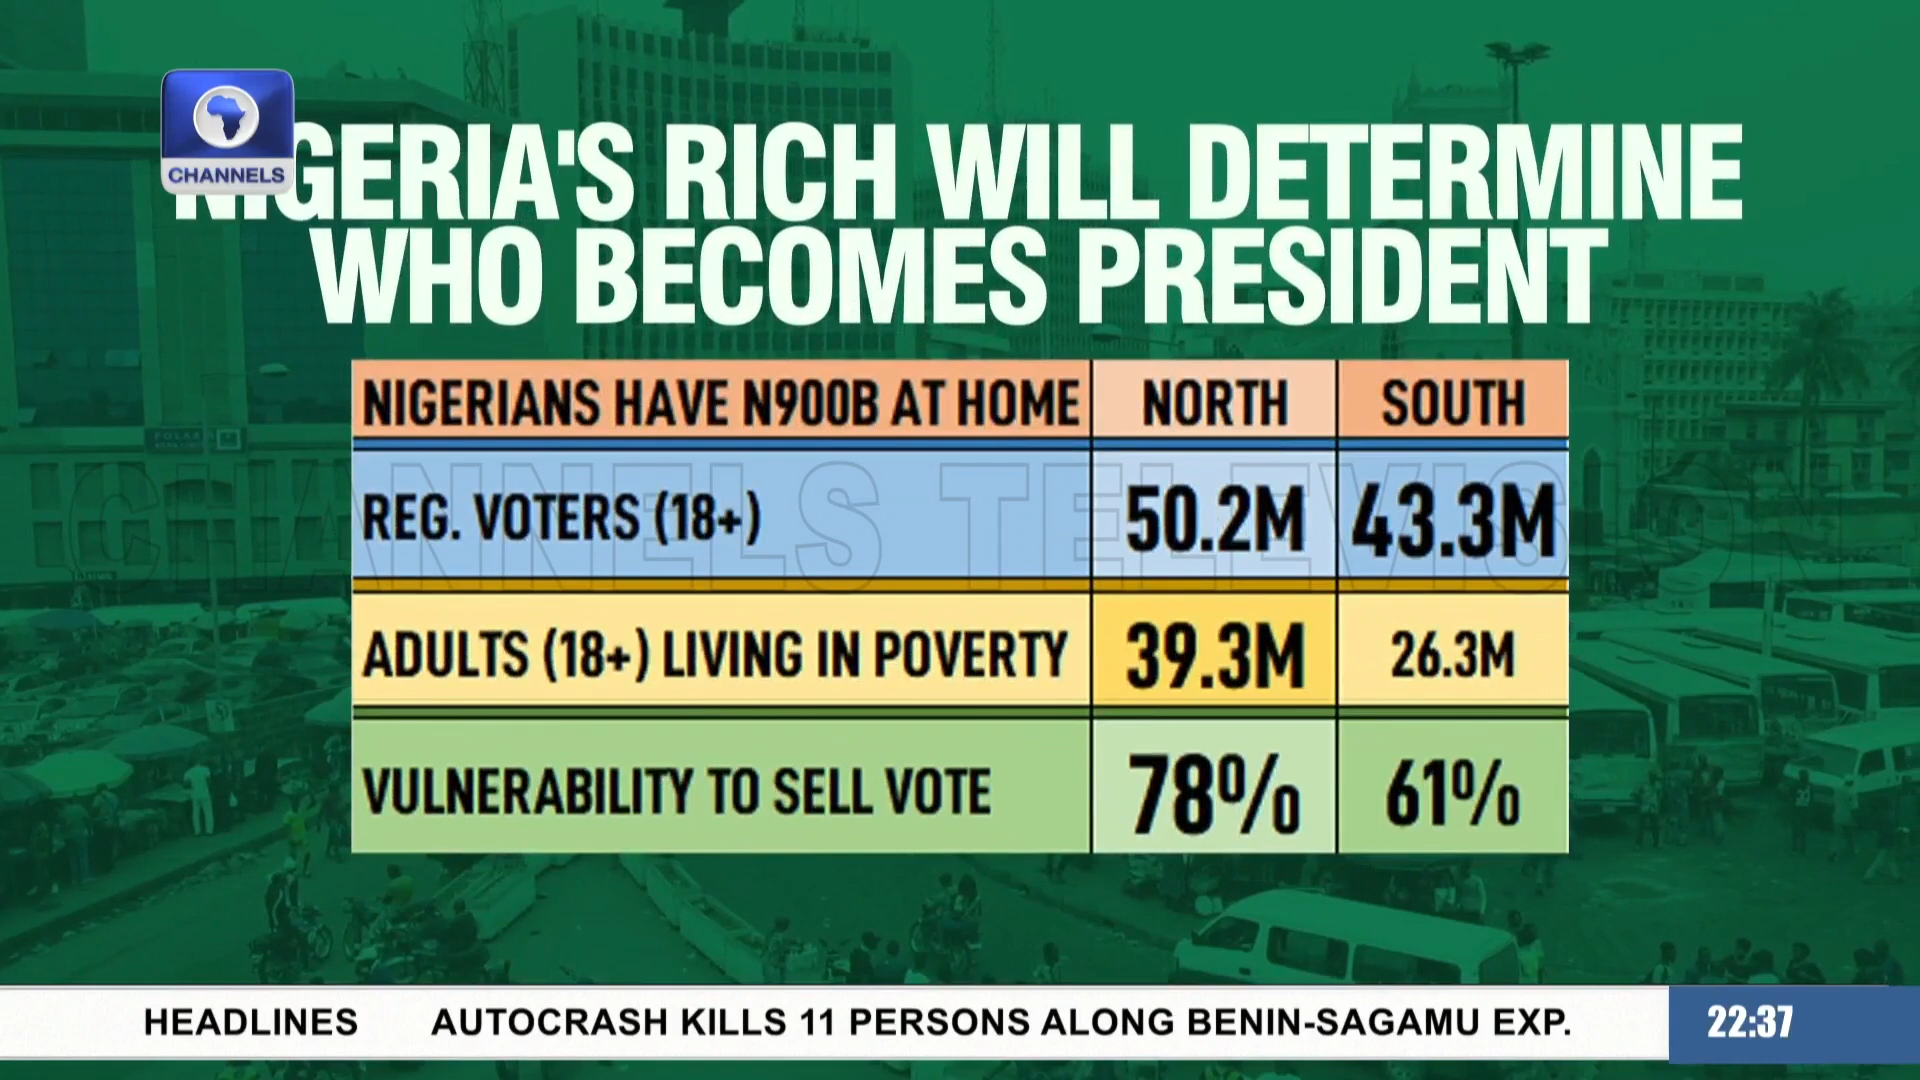 CHANNELS
NIGERIA'S RICH WILL DETERMINE
WHO BECOMES PRESIDENT
NIGERIANS HAVE N900B AT HOME NORTH SOUTH
REG. VOTERS (18+) 50.2M 43.3M
CHANNELS TELEVISION
ADULTS (18+) LIVING IN POVERTY 39.3M 26.3M
VULNERABILITY TO SELL VOTE 78% 61%
HEADLINES AUTOCRASH KILLS 11 PERSONS ALONG BENIN-SAGAMU EXP. 22:37